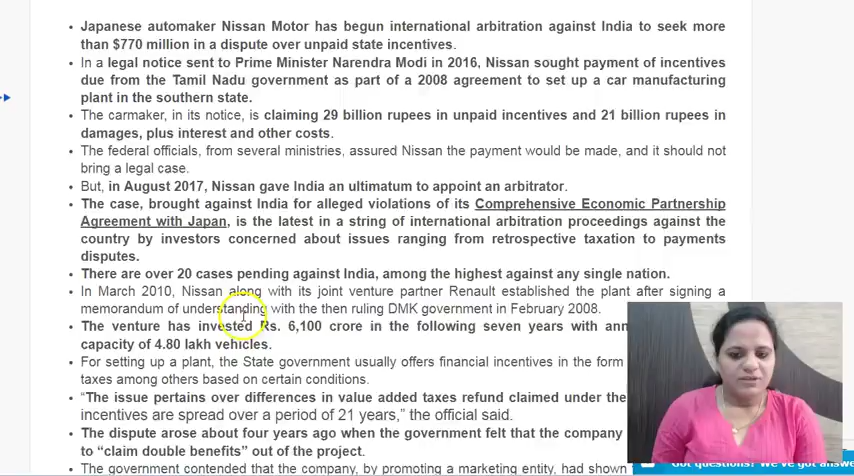 Japanese automaker Nissan Motor has begun international arbitration against India to seek more
than $770 million in a dispute over unpaid state incentives.
In a legal notice sent to Prime Minister Narendra Modi in 2016, Nissan sought payment of incentives
due from the Tamil Nadu government as part of a 2008 agreement to set up a car manufacturing
plant in the southern state.
The carmaker, in its notice, is claiming 29 billion rupees in unpaid incentives and 21 billion rupees in
damages, plus interest and other costs.
The federal officials, from several ministries, assured Nissan the payment would be made, and it should not
bring a legal case.
But, in August 2017, Nissan gave India an ultimatum to appoint an arbitrator.
The case, brought against India for alleged violations of its Comprehensive Economic Partnership
Agreement with Japan, is the latest in a string of international arbitration proceedings against the
country by investors concerned about issues ranging from retrospective taxation to payments
disputes.
There are over 20 cases pending against India, among the highest against any single nation.
In March 2010, Nissan along with its joint venture partner Renault established the plant after signing a
memorandum of understanding with the then ruling DMK government in February 2008.
The venture has invested Rs. 6,100 crore in the following seven years with
capacity of 4.80 lakh vehicles.
For setting up a plant, the State government usually offers financial incentives in the form
taxes among others based on certain conditions.
"The issue pertains over differences in value added taxes refund claimed under the
incentives are spread over a period of 21 years," the official said.
The dispute arose about four years ago when the government felt that the company
to "claim double benefits" out of the project.
The government contended that the company, by promoting a marketing entity, had shown
Got questions? We've got